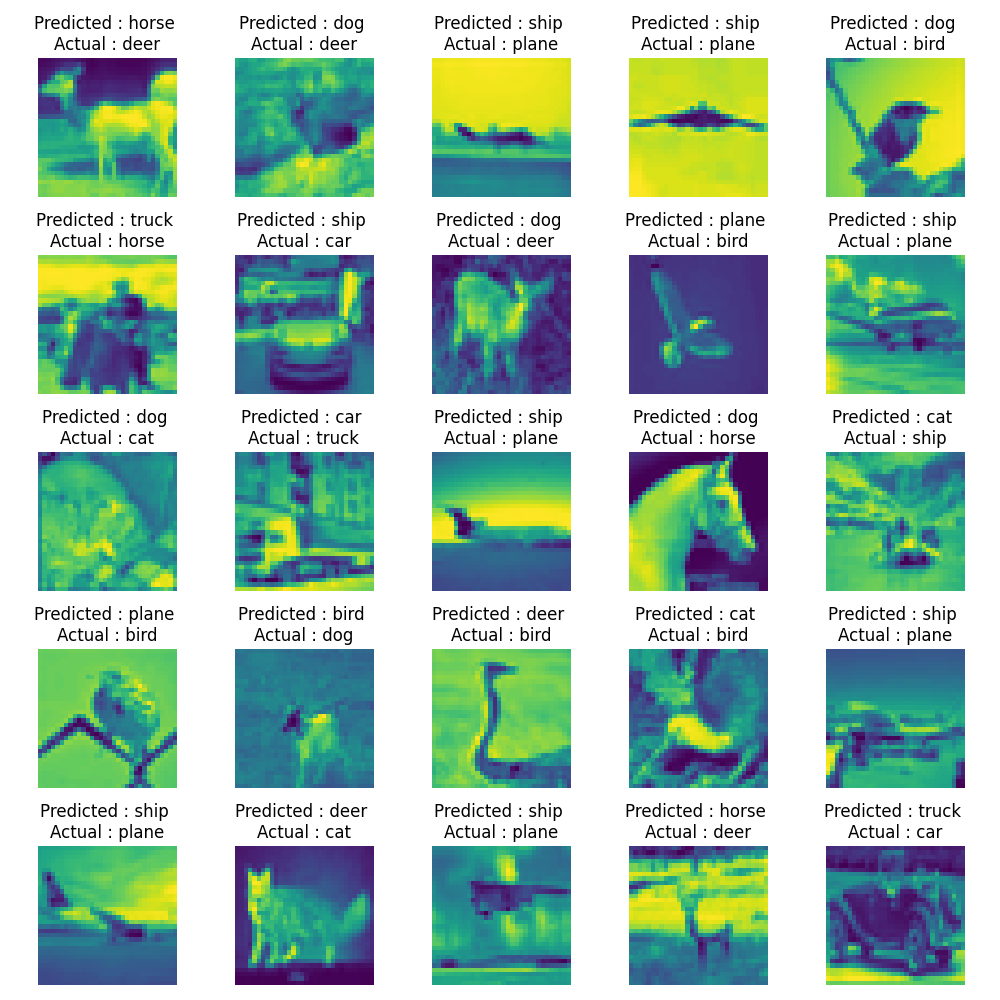 Predicted : horse
Actual : deer
Predicted : dog
Actual : deer
Predicted : ship
Actual : plane
Predicted : ship
Actual : plane
Predicted : dog
Actual : bird
Predicted : truck
Actual : horse
Predicted : ship
Actual : car
Predicted : dog
Actual : deer
Predicted : plane
Actual : bird
Predicted : ship
Actual : plane
Predicted : dog
Actual : cat
Predicted : car
Actual : truck
Predicted : ship
Actual : plane
Predicted : dog
Actual : horse
Predicted : cat
Actual : ship
Predicted : plane
Actual : bird
Predicted : bird
Actual : dog
Predicted : deer
Actual : bird
Predicted : cat
Actual : bird
Predicted : ship
Actual : plane
Predicted : ship
Actual : plane
Predicted : deer
Actual : cat
Predicted : ship
Actual : plane
Predicted : horse
Actual : deer
Predicted : truck
Actual : car